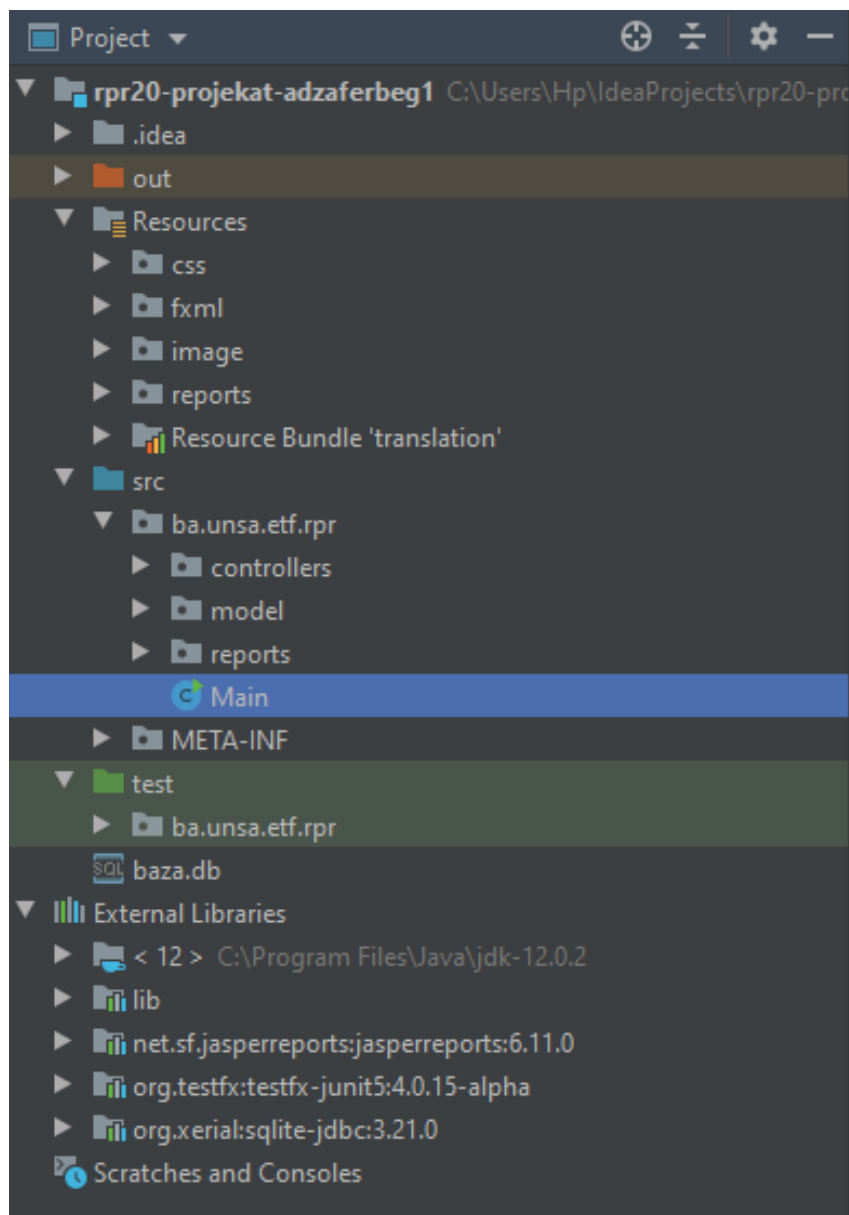 Project
rpr20-projekat-adzaferbeg1 C:\Users\Hp\IdeaProjects\rpr20-pro
.idea
out
Resources
css
fxml
image
reports
Resource Bundle 'translation'
src
ba.unsa.etf.rpr
controllers
model
reports
C Main
META-INF
test
ba.unsa.etf.rpr
SQL baza.db
External Libraries
< 12 > C:\Program Files\Java\jdk-12.0.2
lib
net.sf.jasperreports:jasperreports:6.11.0
org.testfx:testfx-junit5:4.0.15-alpha
org.xerial:sqlite-jdbc:3.21.0
Scratches and Consoles